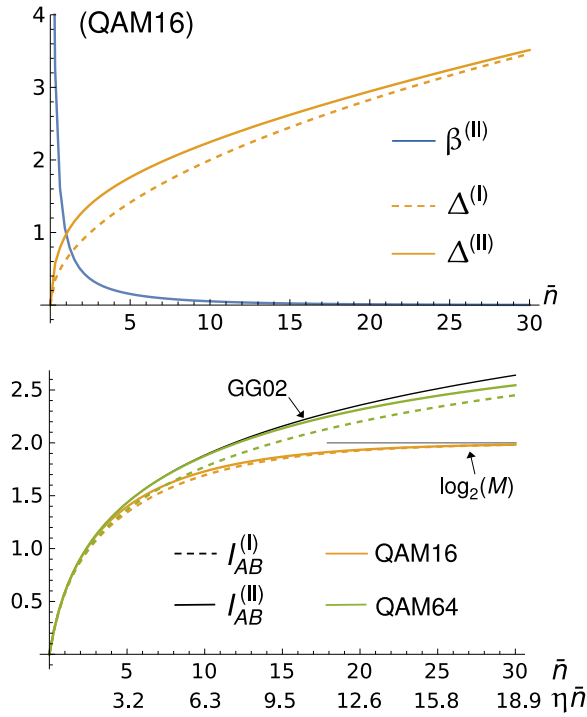 4
(QAM16)
3
β^(II)
2
Δ^(I)
1
Δ^(II)
n̄
5 10 15 20 25 30
2.5
GG02
2.0
log₂(M)
1.5
I_AB^(I) QAM16
1.0
I_AB^(II) QAM64
0.5
5 10 15 20 25 30 n̄
3.2 6.3 9.5 12.6 15.8 18.9 ηn̄